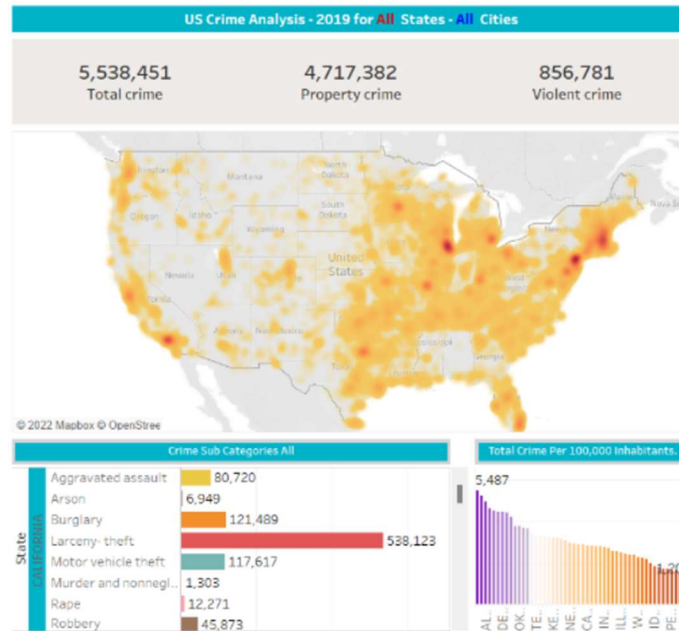 US Crime Analysis - 2019 for All States - All Cities
5,538,451
4,717,382
856,781
Total crime
Property crime
Violent crime
North Dakota
Montana
Oregon
Idaho
South Dakota
Wyoming
United States
Nevada
Utah
West
Arizona
Mississippi
Georgia
© 2022 Mapbox © OpenStree
Crime Sub Categories All
Total Crime Per 100,000 Inhabitants.
State
CALIFORNIA
Aggravated assault 80,720
Arson 6,949
Burglary 121,489
Larceny- theft 538,123
Motor vehicle theft 117,617
Murder and nonnegl.. 1,303
Rape 12,271
Robbery 45,873
5,487
AL..
DE..
OK..
TE..
KE..
NE..
CA..
IN..
ILL..
W..
ID..
PE..